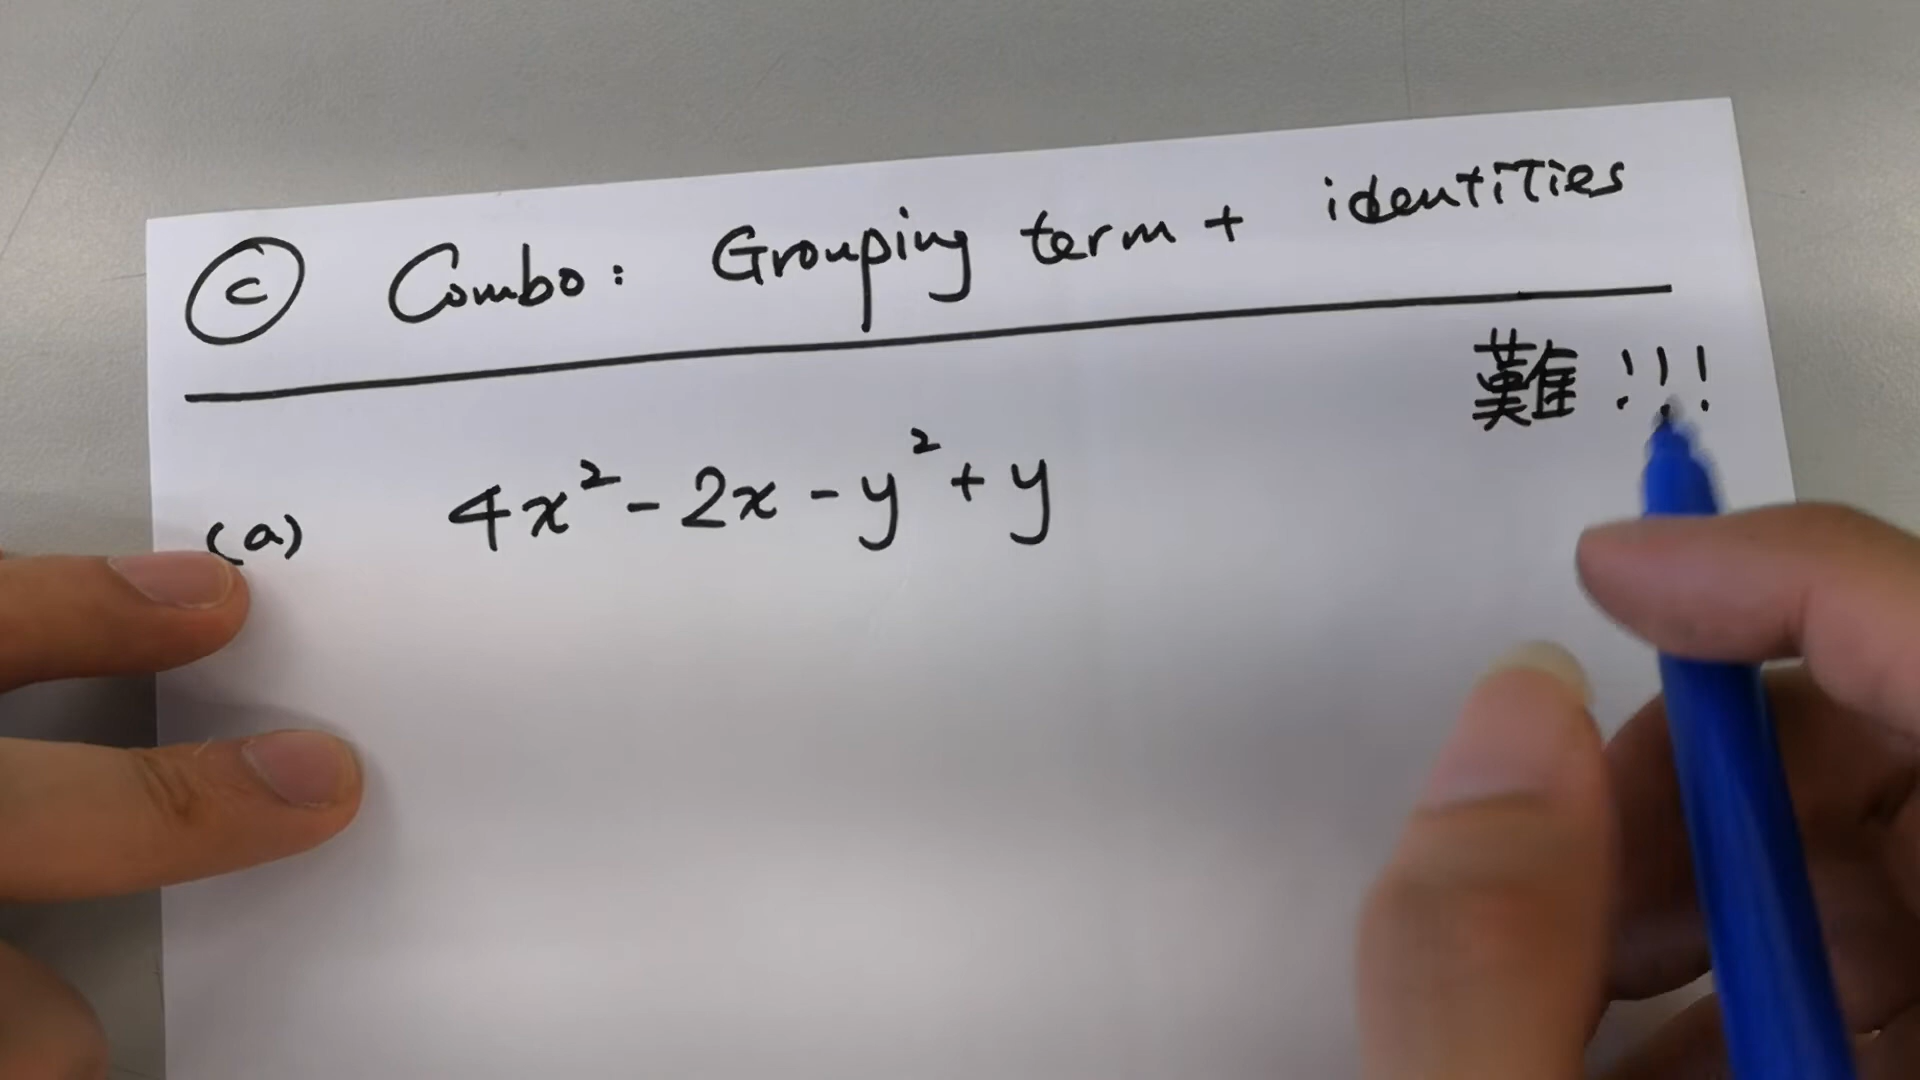 Ⓒ Combo: Grouping term + identities
難!!!
(a) 4x² - 2x - y² + y